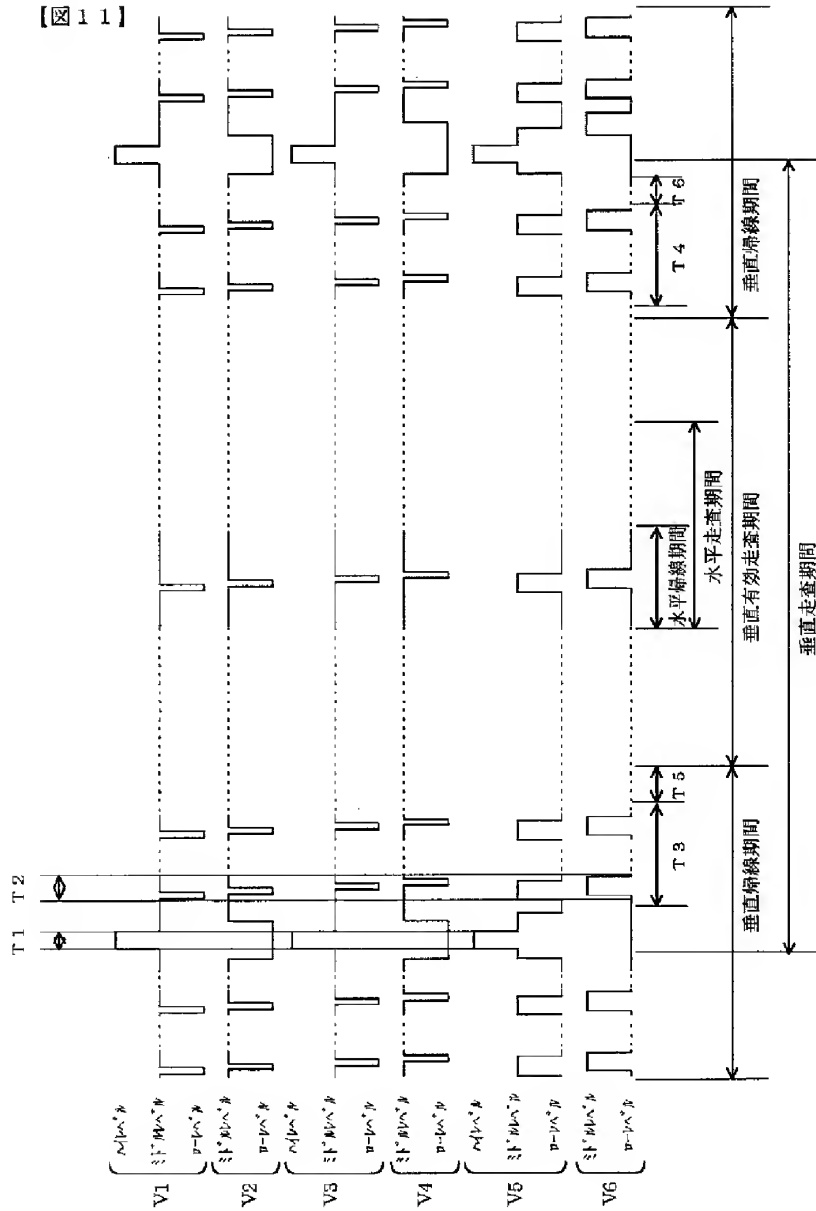 【図11】
T1
T2
V1
ハイレベル
ミドルレベル
ローレベル
V2
ミドルレベル
ローレベル
V3
ハイレベル
ミドルレベル
ローレベル
V4
ミドルレベル
ローレベル
V5
ハイレベル
ミドルレベル
ローレベル
V6
ミドルレベル
ローレベル
T3
T5
T4
T6
水平帰線期間
水平走査期間
垂直帰線期間
垂直有効走査期間
垂直帰線期間
垂直走査期間